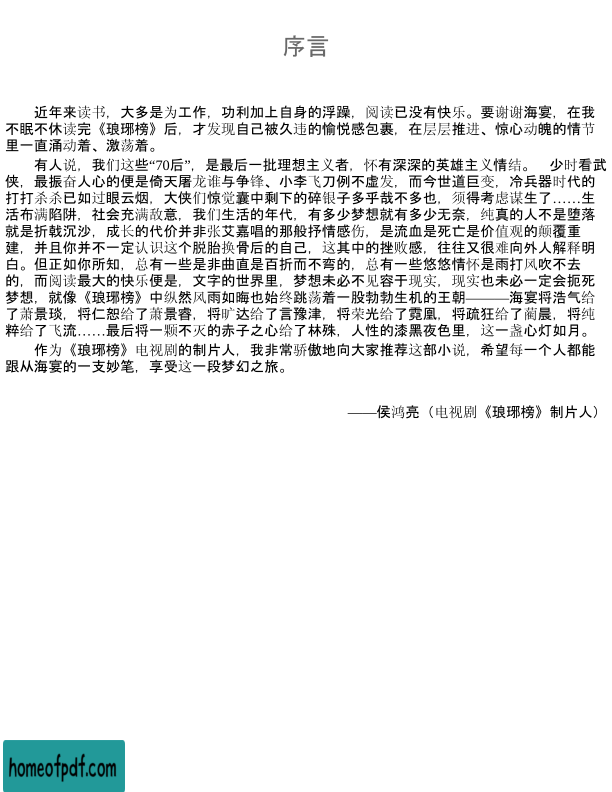 序言
近年来读书，大多是为工作，功利加上自身的浮躁，阅读已没有快乐。要谢谢海宴，在我
不眠不休读完《琅琊榜》后，才发现自己被久违的愉悦感包裹，在层层推进、惊心动魄的情节
里一直涌动着、激荡着。
有人说，我们这些“70后”，是最后一批理想主义者，怀有深深的英雄主义情结。 少时看武
侠，最振奋人心的便是倚天屠龙谁与争锋、小李飞刀例不虚发，而今世道巨变，冷兵器时代的
打打杀杀已如过眼云烟，大侠们惊觉囊中剩下的碎银子多乎哉不多也，须得考虑谋生了……生
活布满陷阱，社会充满敌意，我们生活的年代，有多少梦想就有多少无奈，纯真的人不是堕落
就是折戟沉沙，成长的代价并非张艾嘉唱的那般抒情感伤，是流血是死亡是价值观的颠覆重
建，并且你并不一定认识这个脱胎换骨后的自己，这其中的挫败感，往往又很难向外人解释明
白。但正如你所知，总有一些是非曲直是百折而不弯的，总有一些悠悠情怀是雨打风吹不去
的，而阅读最大的快乐便是，文字的世界里，梦想未必不见容于现实，现实也未必一定会扼死
梦想，就像《琅琊榜》中纵然风雨如晦也始终跳荡着一股勃勃生机的王朝———海宴将浩气给
了萧景琰，将仁恕给了萧景睿，将旷达给了言豫津，将荣光给了霓凰，将疏狂给了蔺晨，将纯
粹给了飞流……最后将一颗不灭的赤子之心给了林殊，人性的漆黑夜色里，这一盏心灯如月。
作为《琅琊榜》电视剧的制片人，我非常骄傲地向大家推荐这部小说，希望每一个人都能
跟从海宴的一支妙笔，享受这一段梦幻之旅。
——侯鸿亮（电视剧《琅琊榜》制片人）
homeofpdf.com